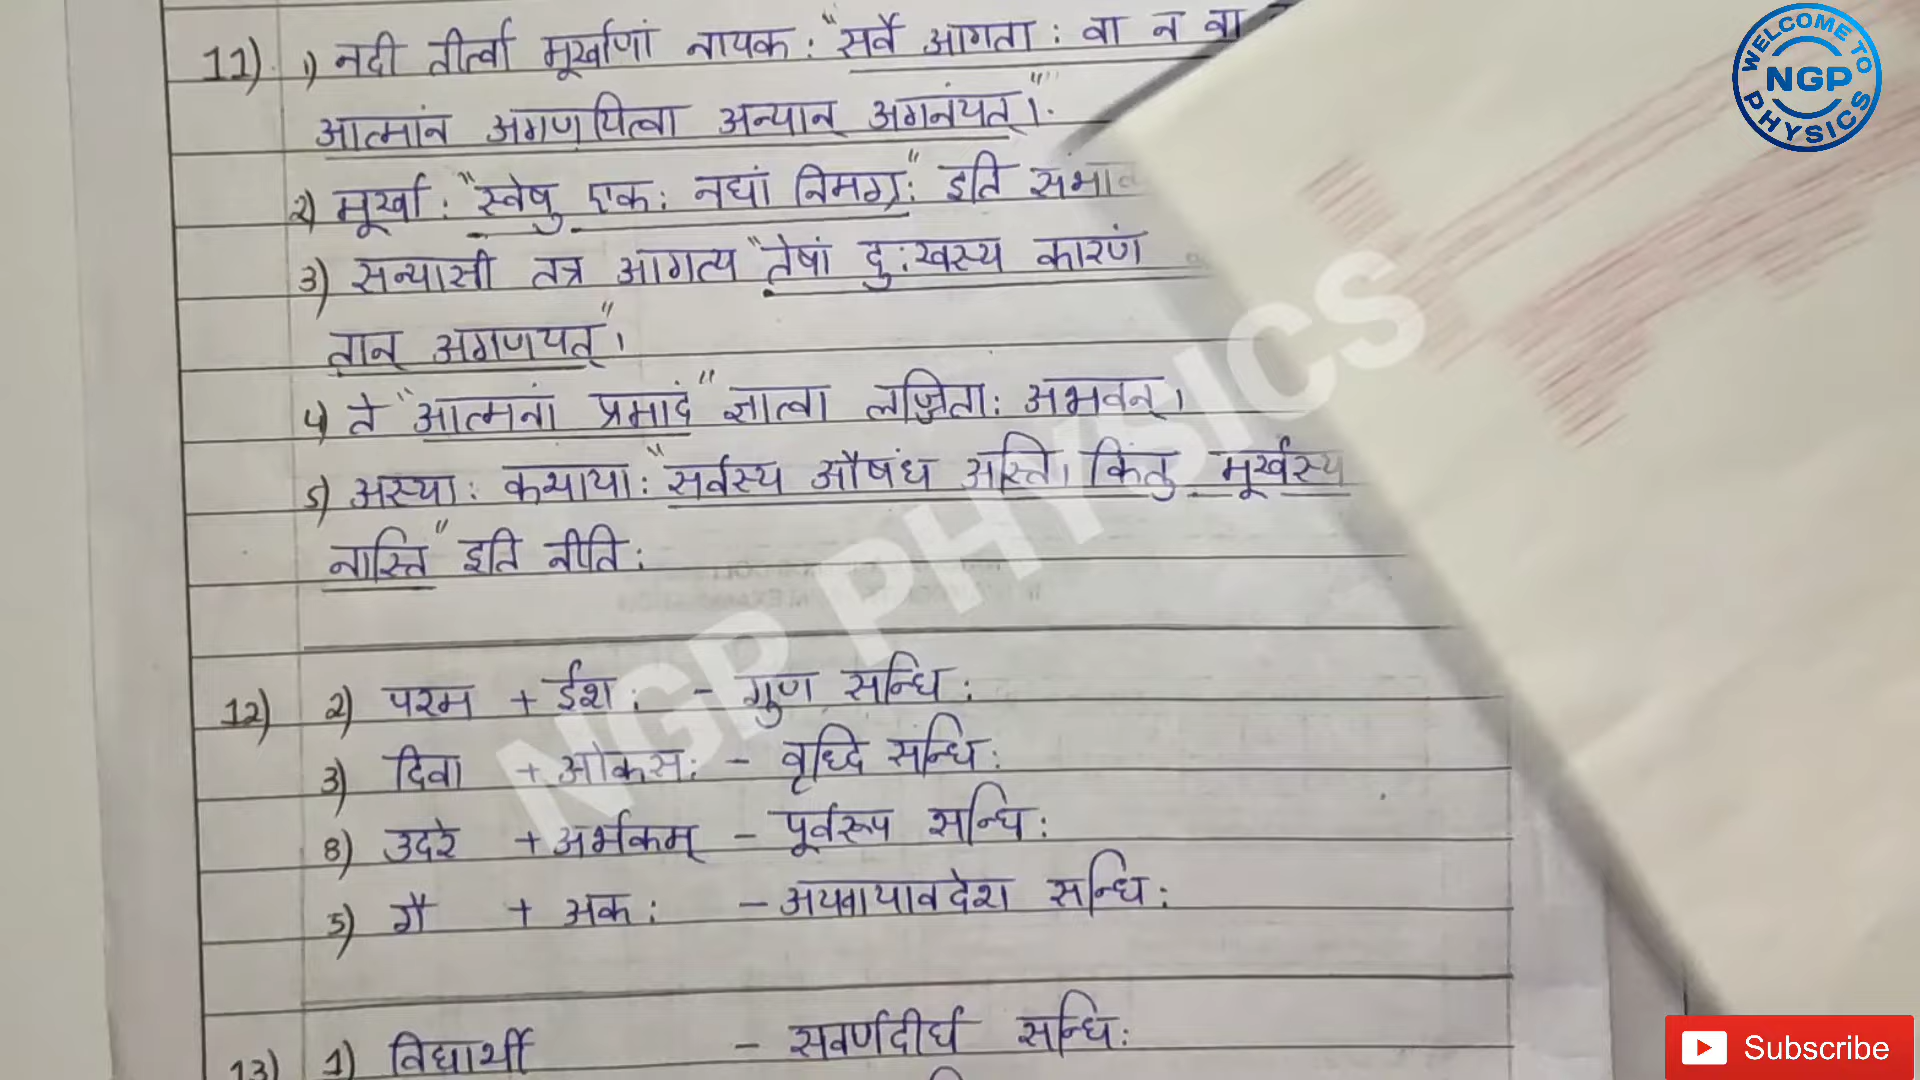 11) 1) नदी तीर्त्वा मूर्खाणां नायक: "सर्वे आगता: वा न वा
आत्मांन अगणयित्वा अन्यान् अगनंयत्।"
2) मूर्खा: "स्वेषु एक: नद्यां निमग्न:" इति
3) सन्यासी तत्र आगत्य "तेषां दु:खस्य कारणं
तान् अगणयत्"।
4) ते "आत्मनां प्रमादं" ज्ञात्वा लज्जिता: अभवन्।
5) अस्या: कथाया: "सर्वस्य औषधं अस्ति। किंतु मूर्खस्य
नास्ति" इति नीति:
12) 2) परम + ईश: - गुण सन्धि:
3) दिवा + ओकस: - वृध्दि सन्धि:
8) उदरे + अर्भकम् - पूर्वरूप सन्धि:
5) गै + अक: - अयवायावदेश सन्धि:
13) 1) विद्यार्थी - सवर्णदीर्घ सन्धि:
WELCOME TO
NGP
PHYSICS
NGP PHYSICS
Subscribe